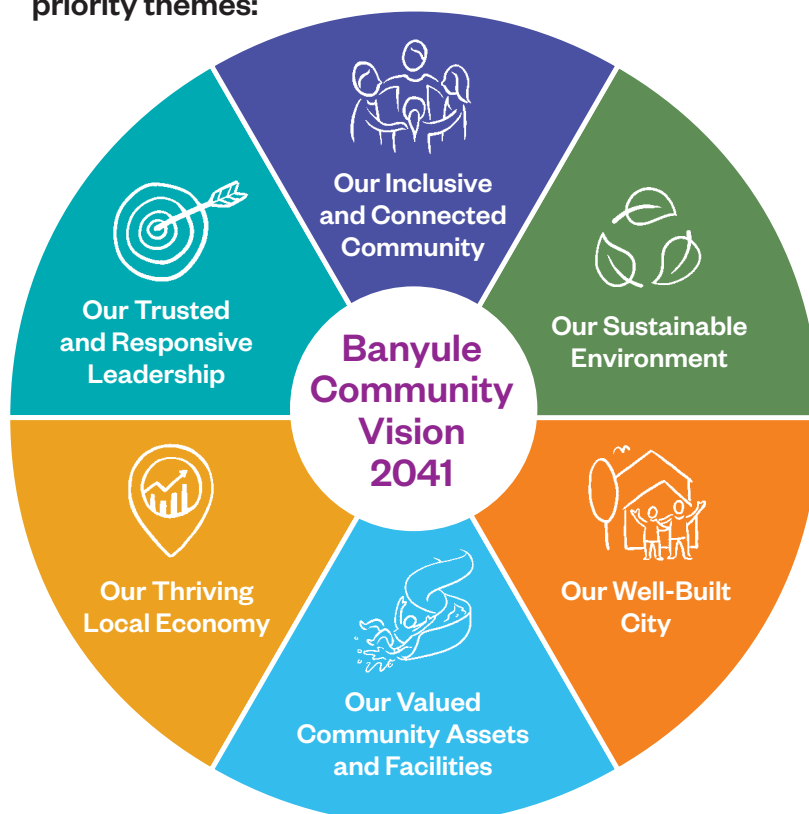 priority themes:
Our Inclusive
and Connected
Community
Our Sustainable
Environment
Our Well-Built
City
Our Valued
Community Assets
and Facilities
Our Thriving
Local Economy
Our Trusted
and Responsive
Leadership
Banyule
Community
Vision
2041